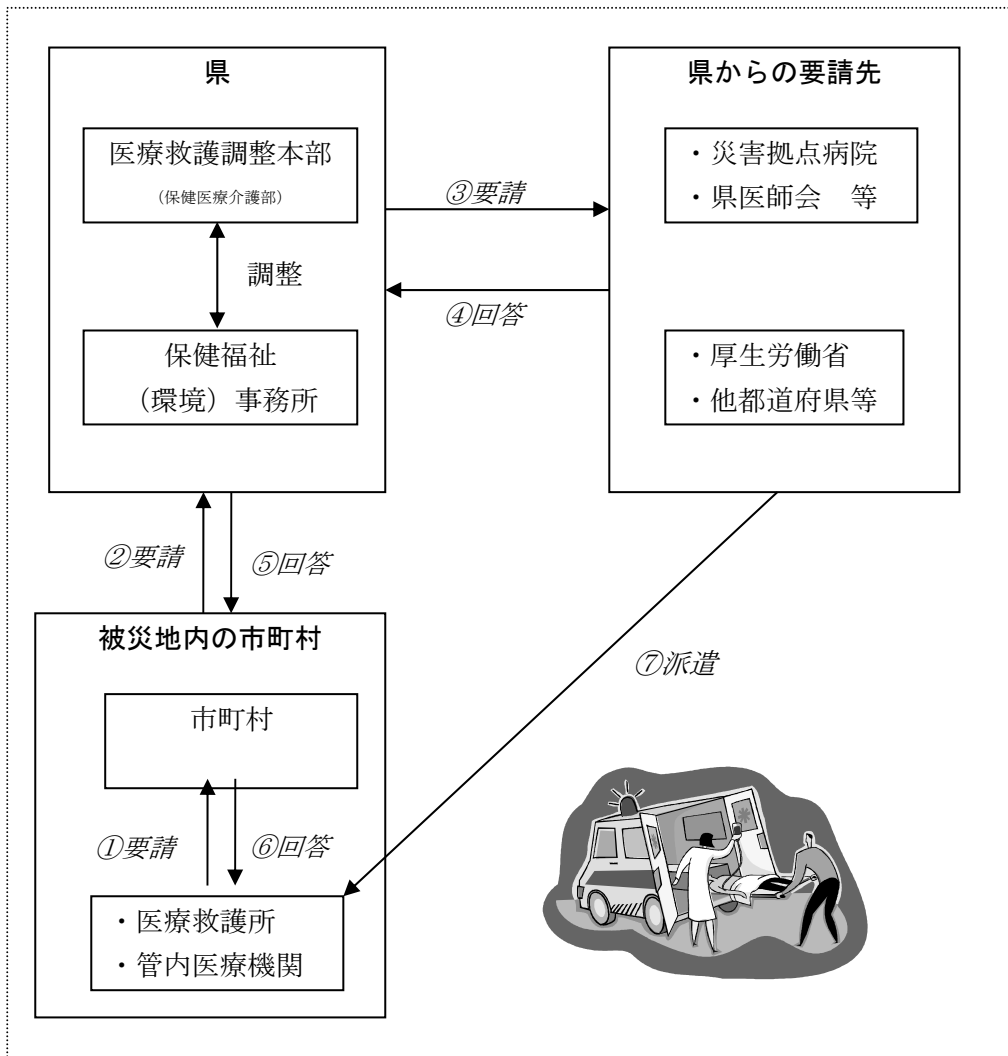 県
医療救護調整本部
（保健医療介護部）
調整
保健福祉
（環境）事務所
③要請
④回答
県からの要請先
・災害拠点病院
・県医師会　等
・厚生労働省
・他都道府県等
②要請
⑤回答
⑦派遣
被災地内の市町村
市町村
①要請
⑥回答
・医療救護所
・管内医療機関